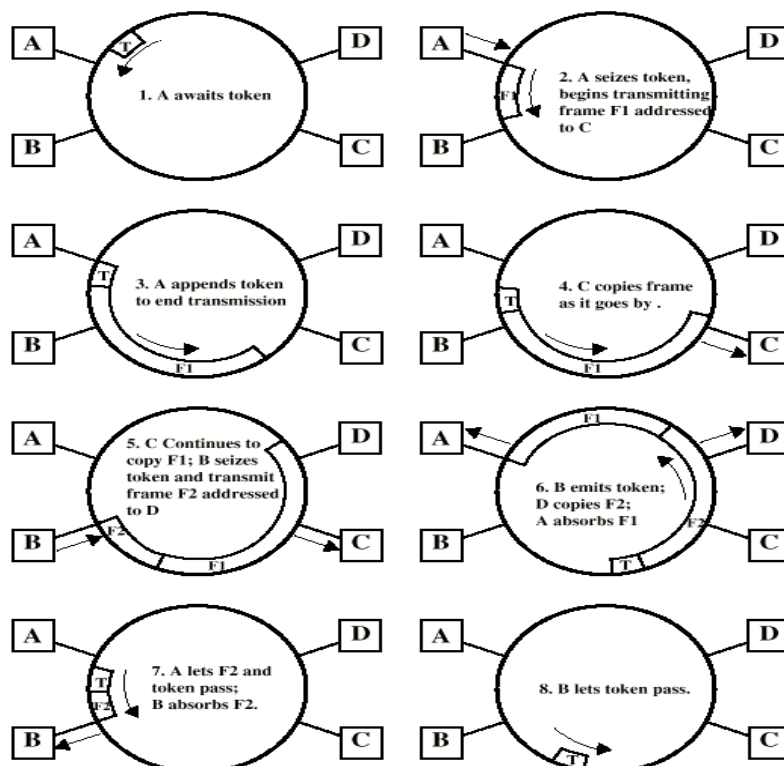 A
T
D
1. A awaits token
B
C
A
D
F1
2. A seizes token,
begins transmitting
frame F1 addressed
to C
B
C
A
D
T
3. A appends token
to end transmission
B
C
F1
A
D
T
4. C copies frame
as it goes by .
B
C
F1
A
D
5. C Continues to
copy F1; B seizes
token and transmit
frame F2 addressed
to D
B
F2
C
F1
A
F1
D
6. B emits token;
D copies F2;
A absorbs F1
F2
B
C
T
A
D
T
F2
7. A lets F2 and
token pass;
B absorbs F2.
B
C
A
D
8. B lets token pass.
B
C
T